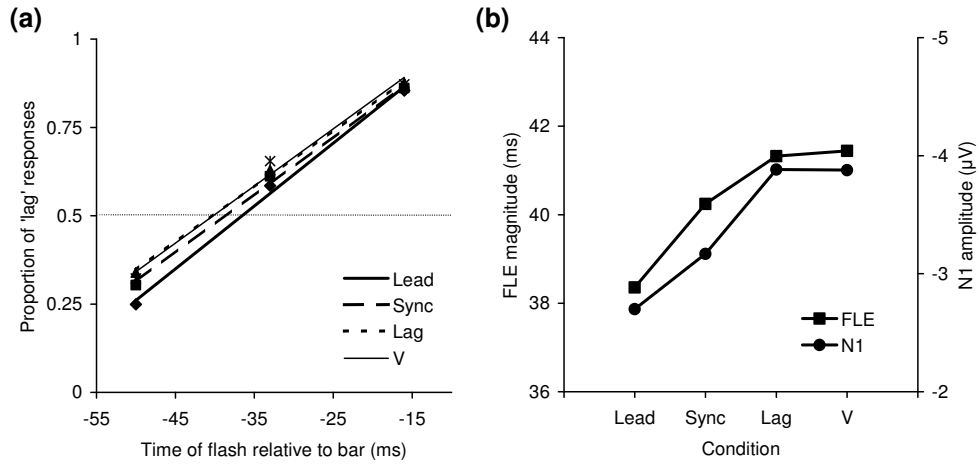 (a)
1
0.75
0.5
0.25
0
Proportion of 'lag' responses
-55 -45 -35 -25 -15
Time of flash relative to bar (ms)
Lead
Sync
Lag
V
(b)
44
42
40
38
36
FLE magnitude (ms)
-5
-4
-3
-2
N1 amplitude (µV)
FLE
N1
Lead Sync Lag V
Condition